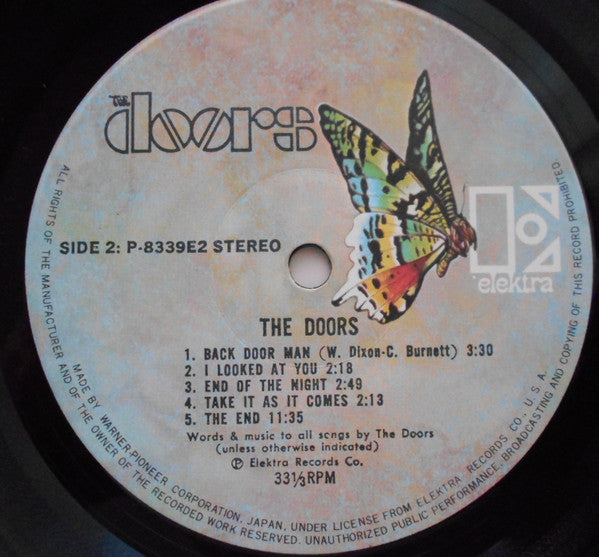 The
doors
elektra
SIDE 2: P-8339E2 STEREO
THE DOORS
1. BACK DOOR MAN (W. Dixon-C. Burnett) 3:30
2. I LOOKED AT YOU 2:18
3. END OF THE NIGHT 2:49
4. TAKE IT AS IT COMES 2:13
5. THE END 11:35
Words & music to all songs by The Doors
(unless otherwise indicated)
Ⓟ Elektra Records Co.
33⅓RPM
MADE BY WARNER-PIONEER CORPORATION, JAPAN, UNDER LICENSE FROM ELEKTRA RECORDS CO., U.S.A.
ALL RIGHTS OF THE MANUFACTURER AND OF THE OWNER OF THE RECORDED WORK RESERVED. UNAUTHORIZED PUBLIC PERFORMANCE, BROADCASTING AND COPYING OF THIS RECORD PROHIBITED